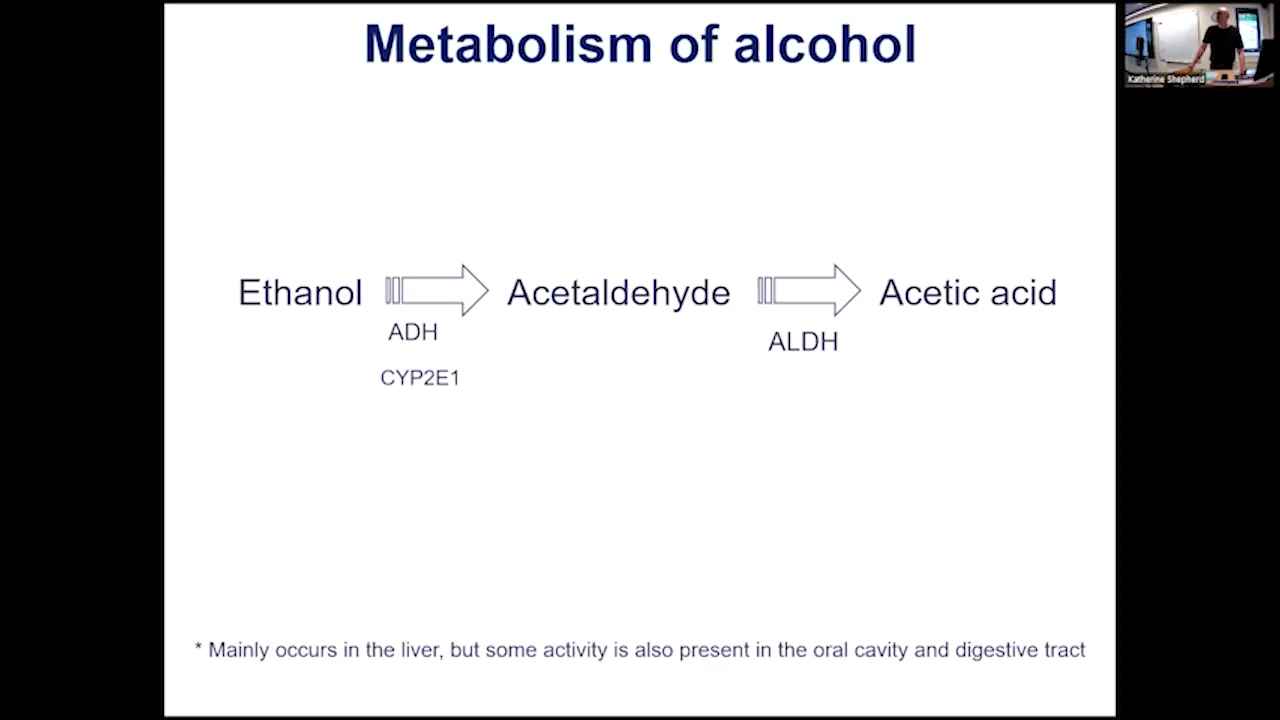 Metabolism of alcohol
Katherine Shepherd
Ethanol Acetaldehyde Acetic acid
ADH
ALDH
CYP2E1
* Mainly occurs in the liver, but some activity is also present in the oral cavity and digestive tract